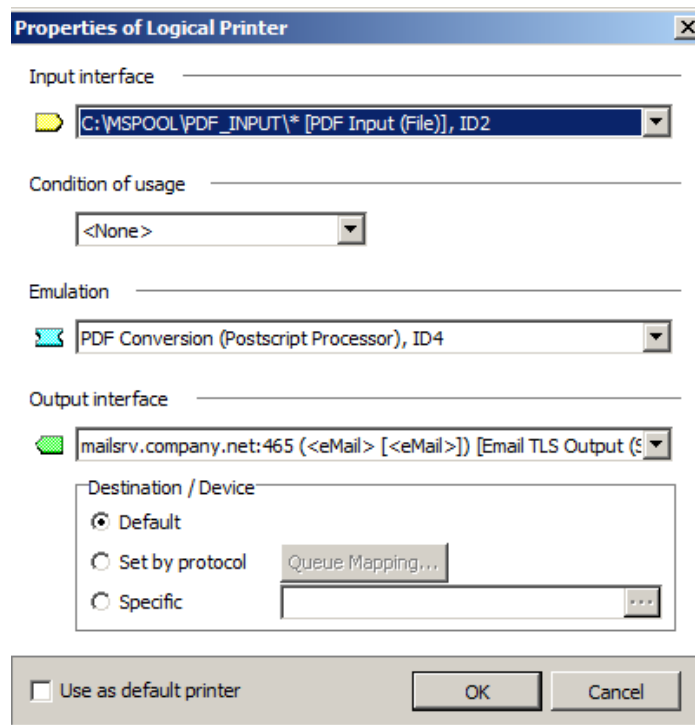 Properties of Logical Printer
Input interface
C:\MSPOOL\PDF_INPUT\* [PDF Input (File)], ID2
Condition of usage
<None>
Emulation
PDF Conversion (Postscript Processor), ID4
Output interface
mailsrv.company.net:465 (<eMail> [<eMail>]) [Email TLS Output (S
Destination / Device
Default
Set by protocol Queue Mapping...
Specific ...
Use as default printer OK Cancel